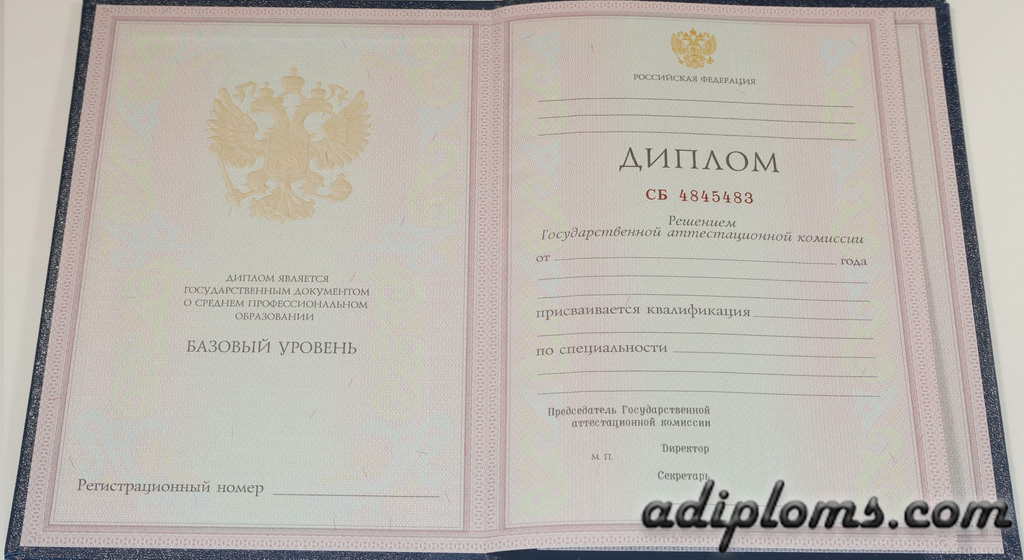 ДИПЛОМ ЯВЛЯЕТСЯ
ГОСУДАРСТВЕННЫМ ДОКУМЕНТОМ
О СРЕДНЕМ ПРОФЕССИОНАЛЬНОМ
ОБРАЗОВАНИИ
БАЗОВЫЙ УРОВЕНЬ
Регистрационный номер
РОССИЙСКАЯ ФЕДЕРАЦИЯ
ДИПЛОМ
СБ 4845483
Решением
Государственной аттестационной комиссии
от года
присваивается квалификация
по специальности
Председатель Государственной
аттестационной комиссии
Директор
М. П.
Секретарь
adiploms.com